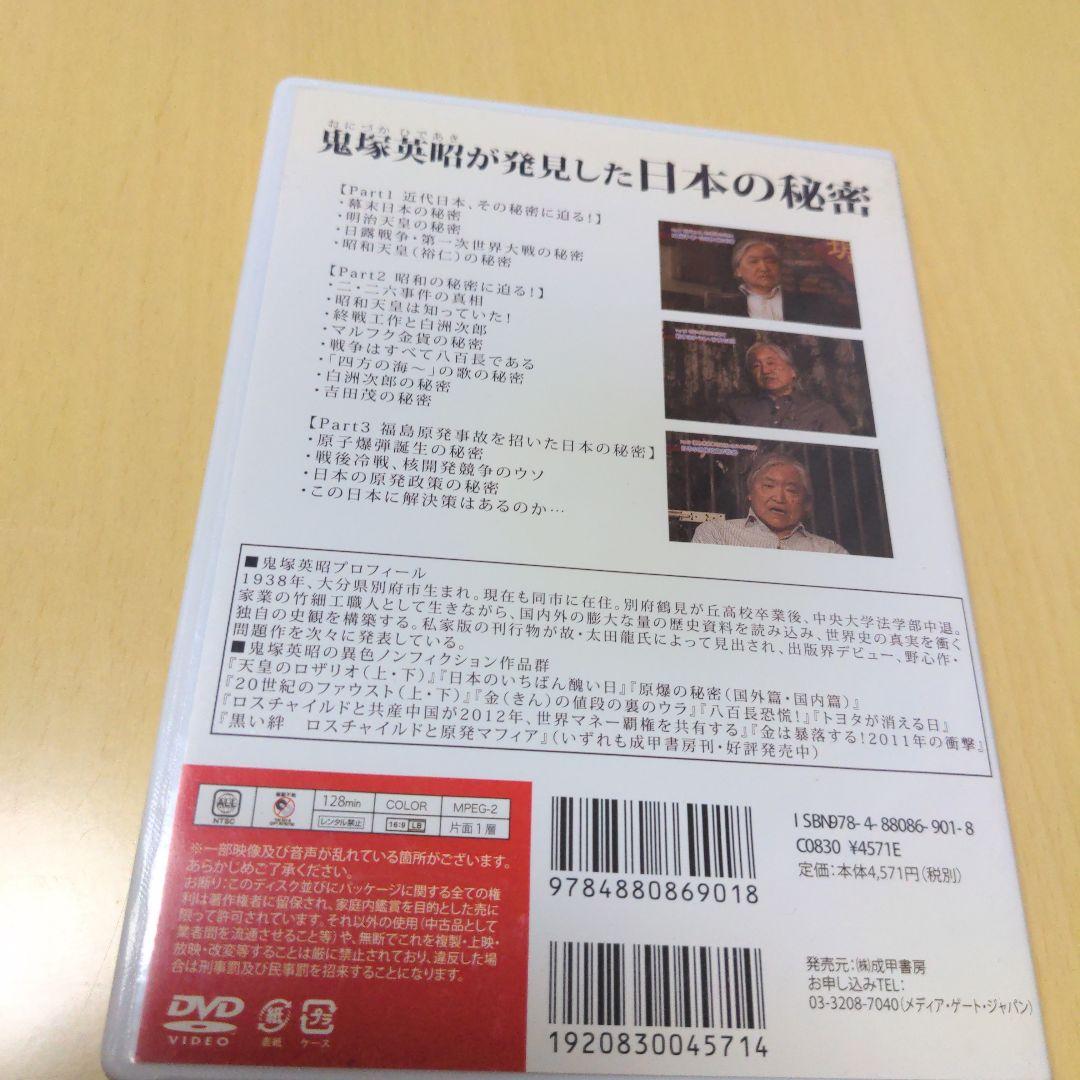 おにづか ひであき
鬼塚英昭が発見した日本の秘密
【Part1 近代日本、その秘密に迫る!】
・幕末日本の秘密
・明治天皇の秘密
・日露戦争・第一次世界大戦の秘密
・昭和天皇(裕仁)の秘密
【Part2 昭和の秘密に迫る!】
・二・二六事件の真相
・昭和天皇は知っていた!
・終戦工作と白洲次郎
・マルフク金貨の秘密
・戦争はすべて八百長である
・「四方の海〜」の歌の秘密
・白洲次郎の秘密
・吉田茂の秘密
【Part3 福島原発事故を招いた日本の秘密】
・原子爆弾誕生の秘密
・戦後冷戦、核開発競争のウソ
・日本の原発政策の秘密
・この日本に解決策はあるのか…
■鬼塚英昭プロフィール
1938年、大分県別府市生まれ。現在も同市に在住。別府鶴見が丘高校卒業後、中央大学法学部中退。
家業の竹細工職人として生きながら、国内外の膨大な量の歴史資料を読み込み、世界史の真実を衝く
独自の史観を構築する。私家版の刊行物が故・太田龍氏によって見出され、出版界デビュー、野心作・
問題作を次々に発表している。
■鬼塚英昭の異色ノンフィクション作品群
『天皇のロザリオ(上・下)』『日本のいちばん醜い日』『原爆の秘密(国外篇・国内篇)』
『20世紀のファウスト(上・下)』『金(きん)の値段の裏のウラ』『八百長恐慌!』『トヨタが消える日』
『ロスチャイルドと共産中国が2012年、世界マネー覇権を共有する』『金は暴落する!2011年の衝撃』
『黒い絆 ロスチャイルドと原発マフィア』(いずれも成甲書房刊・好評発売中)
ALL
NTSC
128min
レンタル禁止
COLOR
16:9 LB
MPEG-2
片面1層
※一部映像及び音声が乱れている箇所がございます。
あらかじめご了承ください。
お断り:このディスク並びにパッケージに関する全ての権
利は著作権者に留保され、家庭内鑑賞を目的とした売に
限って許可されています。それ以外の使用(中古品として
業者間を流通させること等)や、無断でこれを複製・上映・
放映・改変等することは厳に禁止されており、違反した場
合は刑事罰及び民事罰を招来することになります。
DVD
VIDEO
紙
表紙
プラ
ケース
9784880869018
1920830045714
ISBN978-4-88086-901-8
C0830 ¥4571E
定価:本体4,571円(税別)
発売元:㈱成甲書房
お申し込みTEL:
03-3208-7040(メディア・ゲート・ジャパン)